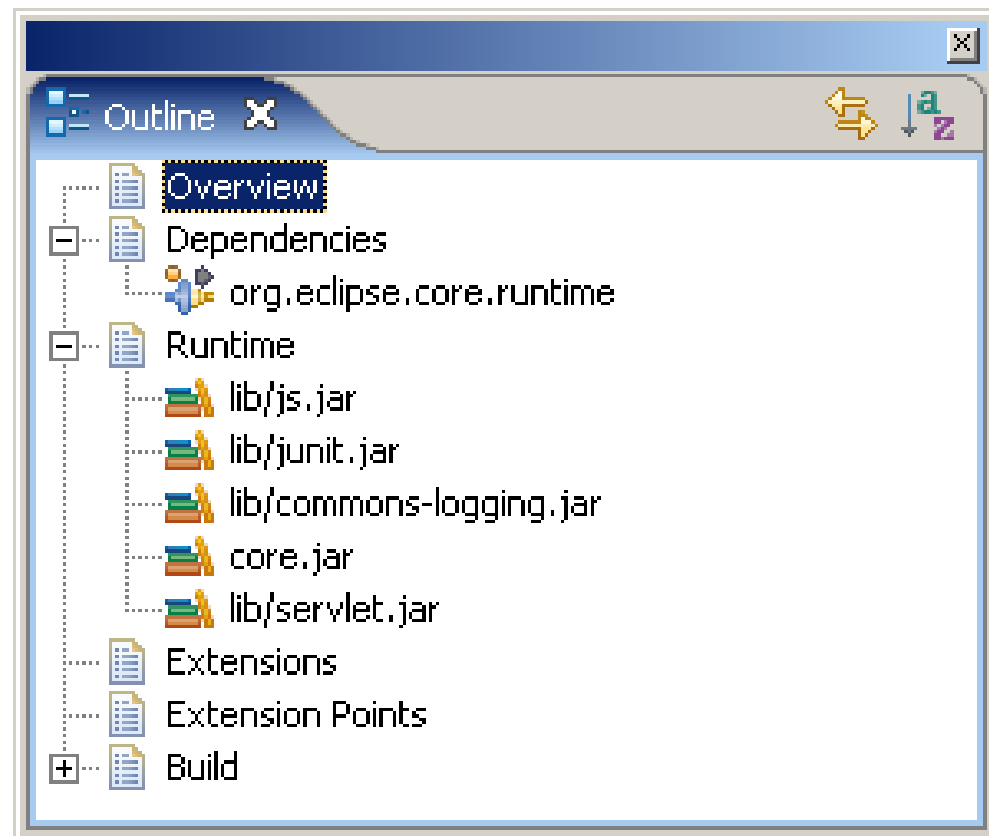 Outline
Overview
Dependencies
org.eclipse.core.runtime
Runtime
lib/js.jar
lib/junit.jar
lib/commons-logging.jar
core.jar
lib/servlet.jar
Extensions
Extension Points
Build